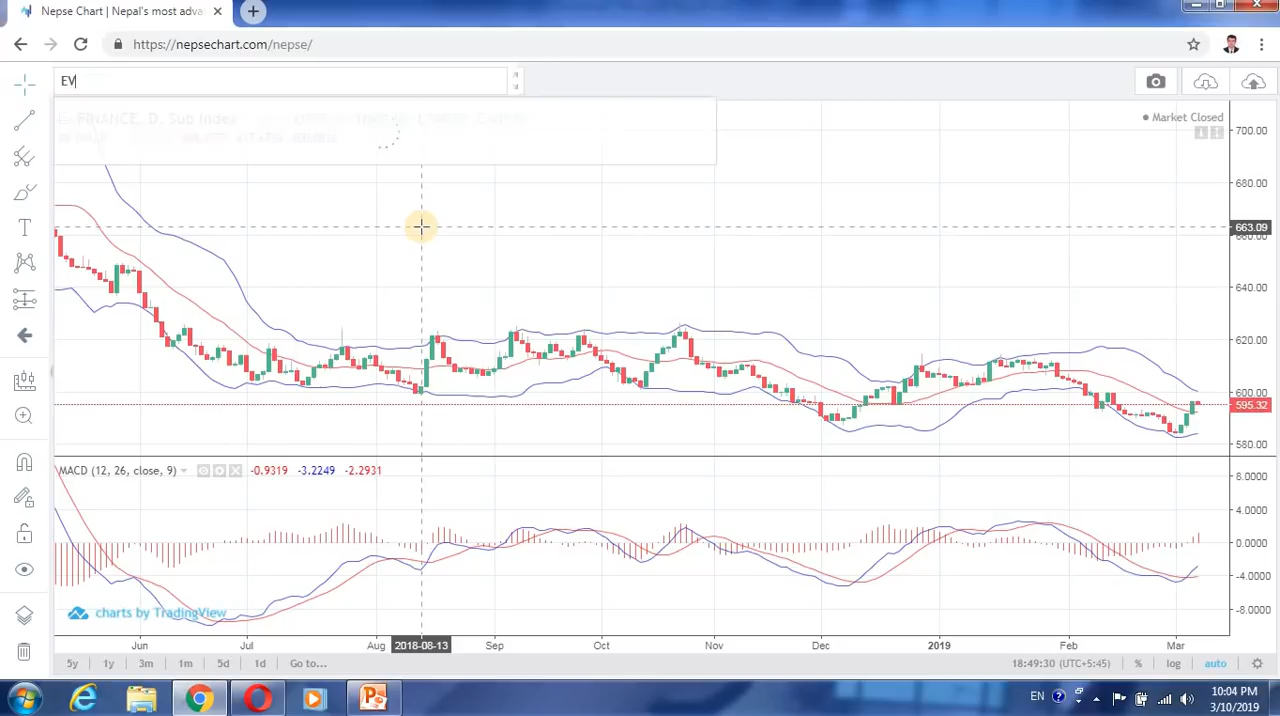 Nepse Chart | Nepal's most adva
https://nepsechart.com/nepse/
EV
FINANCE, D, Sub Index
Market Closed
700.00
680.00
663.09
640.00
620.00
600.00
595.32
580.00
MACD (12, 26, close, 9) -0.9319 -3.2249 -2.2931
8.0000
4.0000
0.0000
-4.0000
-8.0000
charts by TradingView
Jun Jul Aug 2018-08-13 Sep Oct Nov Dec 2019 Feb Mar
5y 1y 3m 1m 5d 1d Go to... 18:49:30 (UTC+5:45) % log auto
EN 10:04 PM
3/10/2019